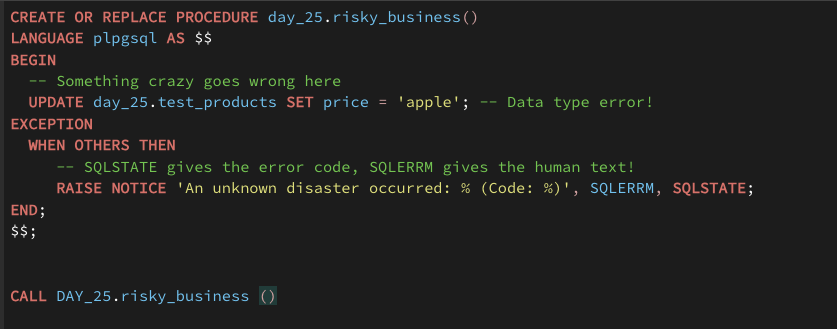 CREATE OR REPLACE PROCEDURE day_25.risky_business()
LANGUAGE plpgsql AS $$
BEGIN
  -- Something crazy goes wrong here
  UPDATE day_25.test_products SET price = 'apple'; -- Data type error!
EXCEPTION
  WHEN OTHERS THEN
     -- SQLSTATE gives the error code, SQLERRM gives the human text!
     RAISE NOTICE 'An unknown disaster occurred: % (Code: %)', SQLERRM, SQLSTATE;
END;
$$;
CALL DAY_25.risky_business ()